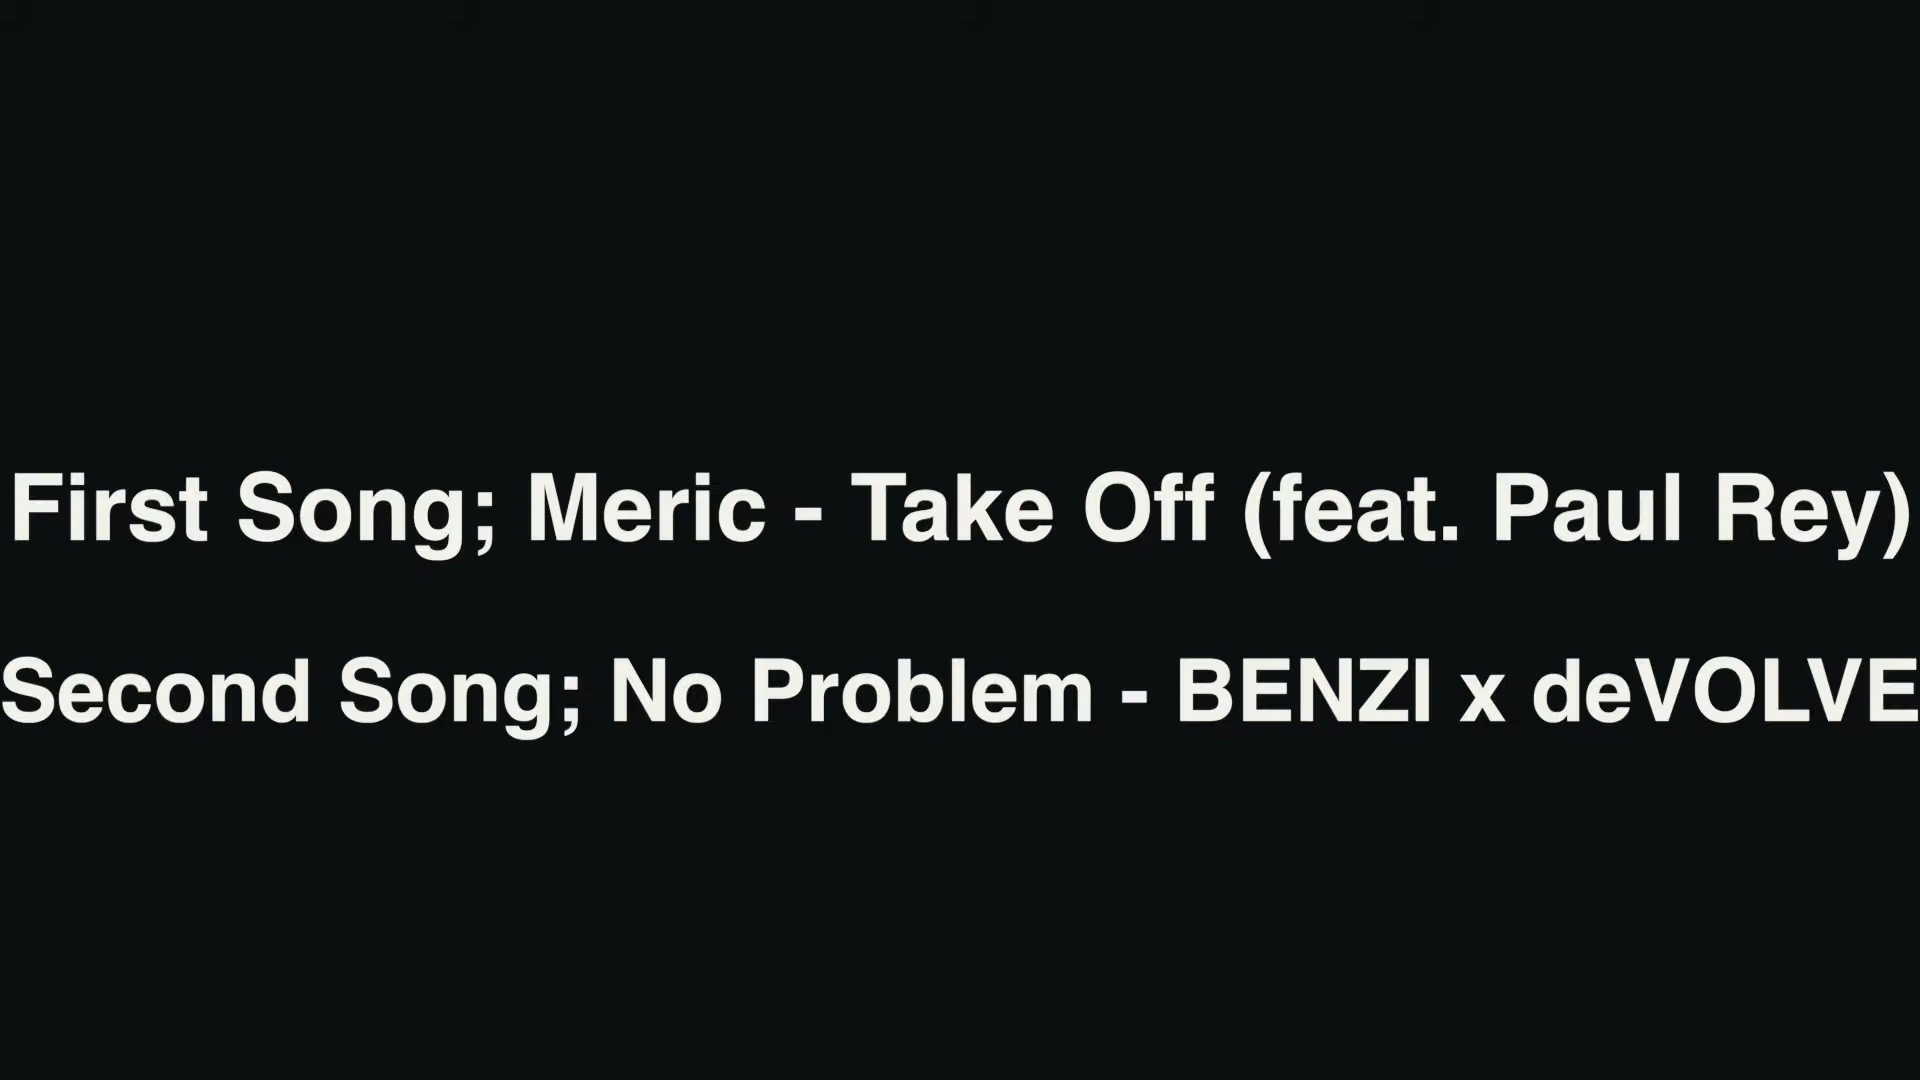 First Song; Meric - Take Off (feat. Paul Rey)
Second Song; No Problem - BENZI x deVOLVE